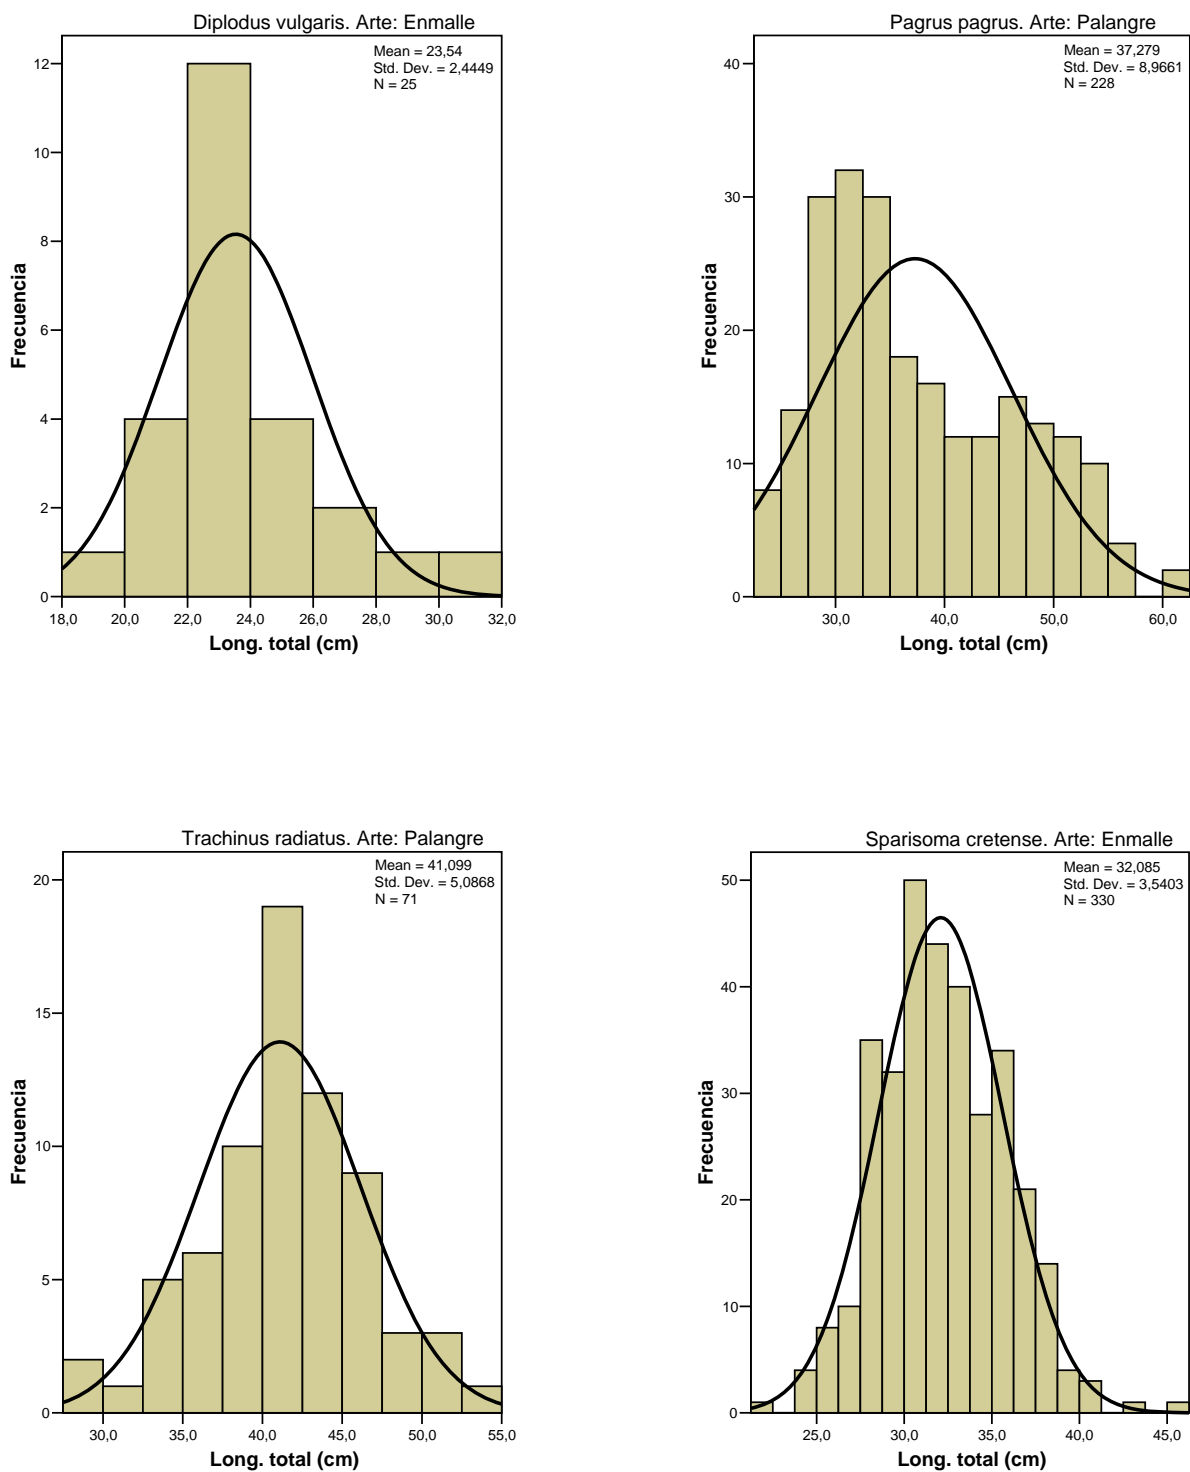 Diplodus vulgaris. Arte: Enmalle
Mean = 23,54
Std. Dev. = 2,4449
N = 25
Frecuencia
12
10
8
6
4
2
0
18,0 20,0 22,0 24,0 26,0 28,0 30,0 32,0
Long. total (cm)
Pagrus pagrus. Arte: Palangre
Mean = 37,279
Std. Dev. = 8,9661
N = 228
Frecuencia
40
30
20
10
0
30,0 40,0 50,0 60,0
Long. total (cm)
Trachinus radiatus. Arte: Palangre
Mean = 41,099
Std. Dev. = 5,0868
N = 71
Frecuencia
20
15
10
5
0
30,0 35,0 40,0 45,0 50,0 55,0
Long. total (cm)
Sparisoma cretense. Arte: Enmalle
Mean = 32,085
Std. Dev. = 3,5403
N = 330
Frecuencia
50
40
30
20
10
0
25,0 30,0 35,0 40,0 45,0
Long. total (cm)